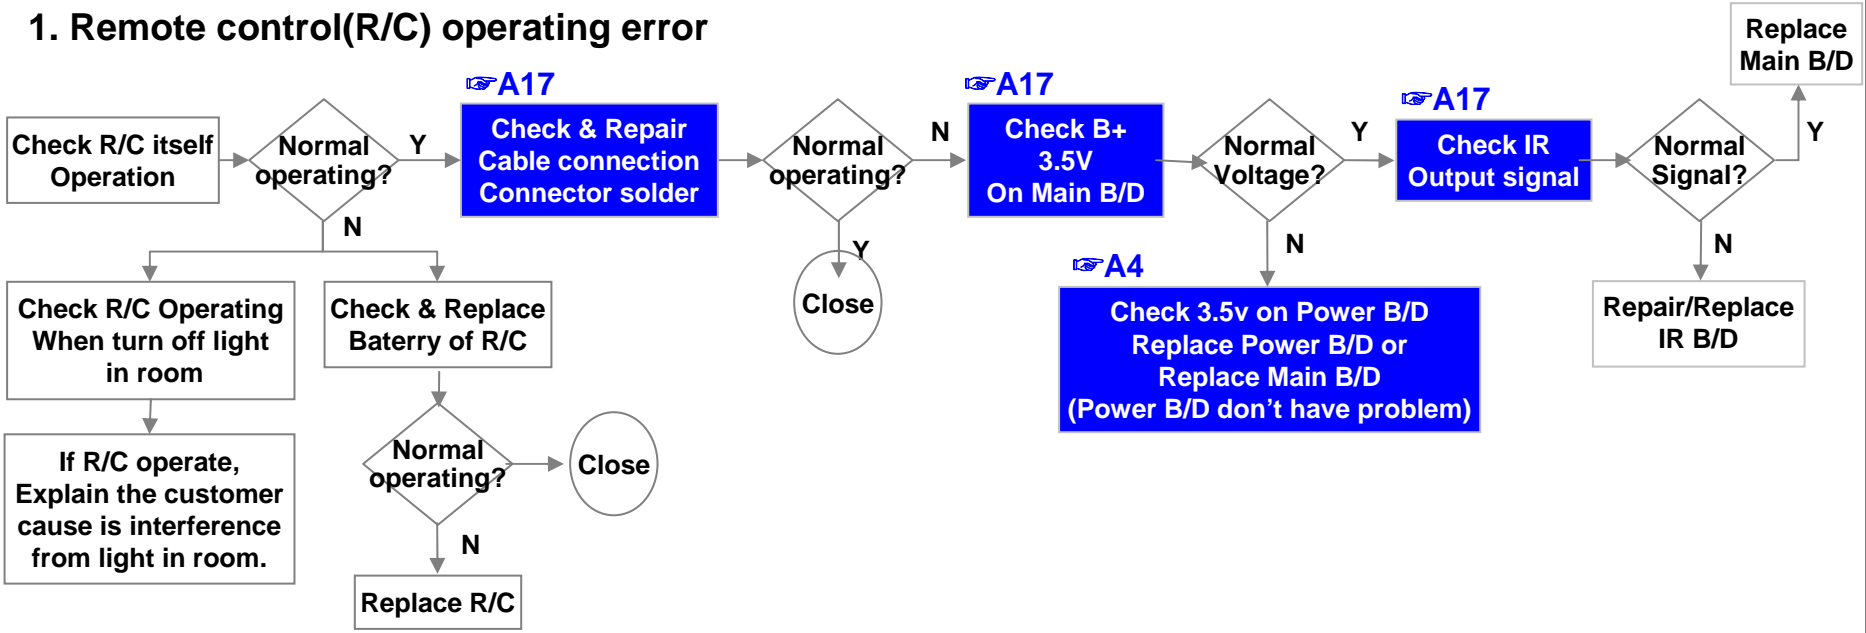 1. Remote control(R/C) operating error
Replace
Main B/D
☞A17
☞A17
☞A17
Check R/C itself
Operation
Normal
operating?
Y
Check & Repair
Cable connection
Connector solder
Normal
operating?
N
Check B+
3.5V
On Main B/D
Normal
Voltage?
Y
Check IR
Output signal
Normal
Signal?
Y
N
Y
N
N
Close
☞A4
Check R/C Operating
When turn off light
in room
Check & Replace
Baterry of R/C
Check 3.5v on Power B/D
Replace Power B/D or
Replace Main B/D
(Power B/D don't have problem)
Repair/Replace
IR B/D
If R/C operate,
Explain the customer
cause is interference
from light in room.
Normal
operating?
Close
N
Replace R/C